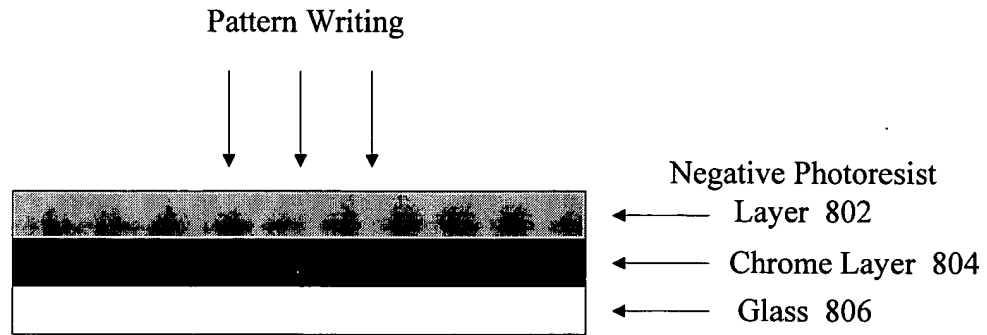 Pattern Writing
Negative Photoresist
Layer 802
Chrome Layer 804
Glass 806